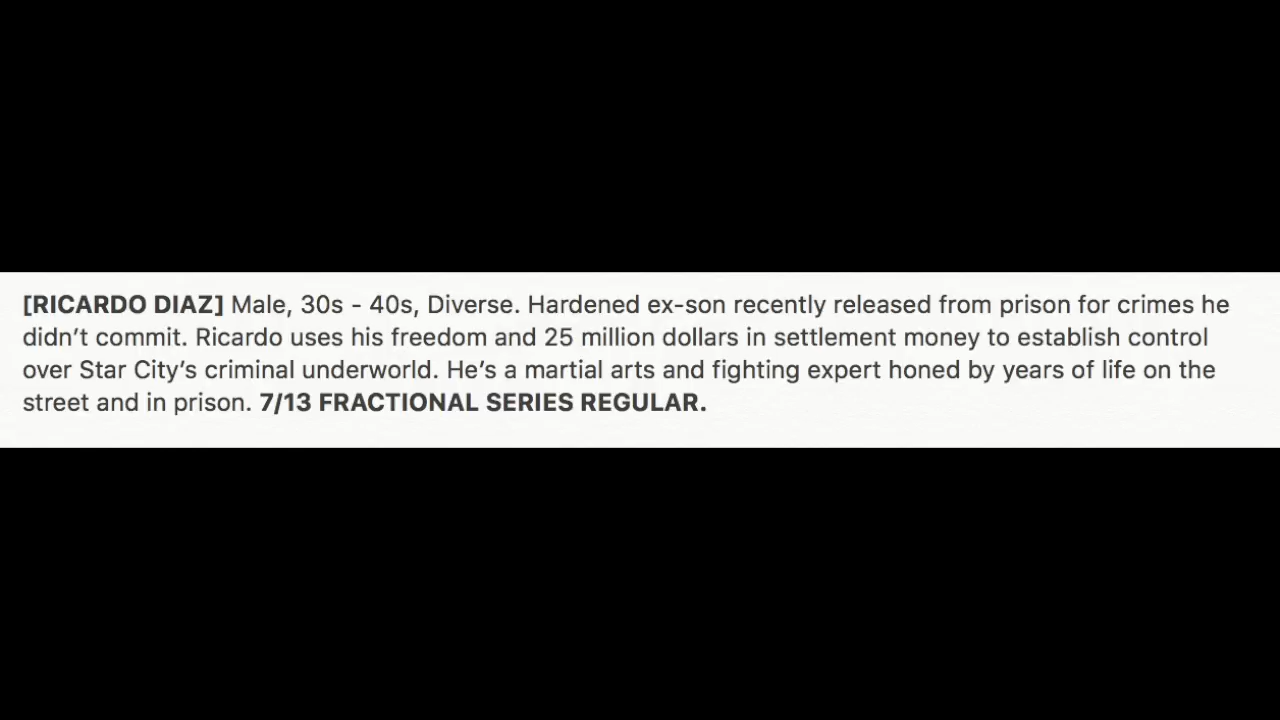 [RICARDO DIAZ] Male, 30s - 40s, Diverse. Hardened ex-son recently released from prison for crimes he
didn’t commit. Ricardo uses his freedom and 25 million dollars in settlement money to establish control
over Star City’s criminal underworld. He’s a martial arts and fighting expert honed by years of life on the
street and in prison. 7/13 FRACTIONAL SERIES REGULAR.